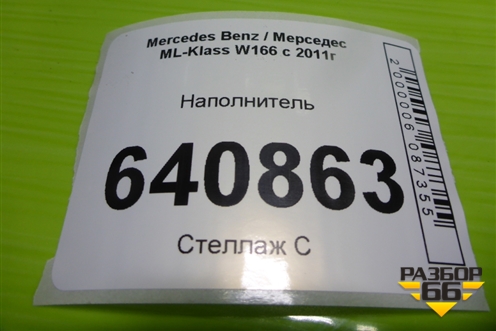 Mercedes Benz / Мерседес
ML-Klass W166 с 2011г
Наполнитель
640863
Стеллаж С
2000006087355
РАЗБОР
66